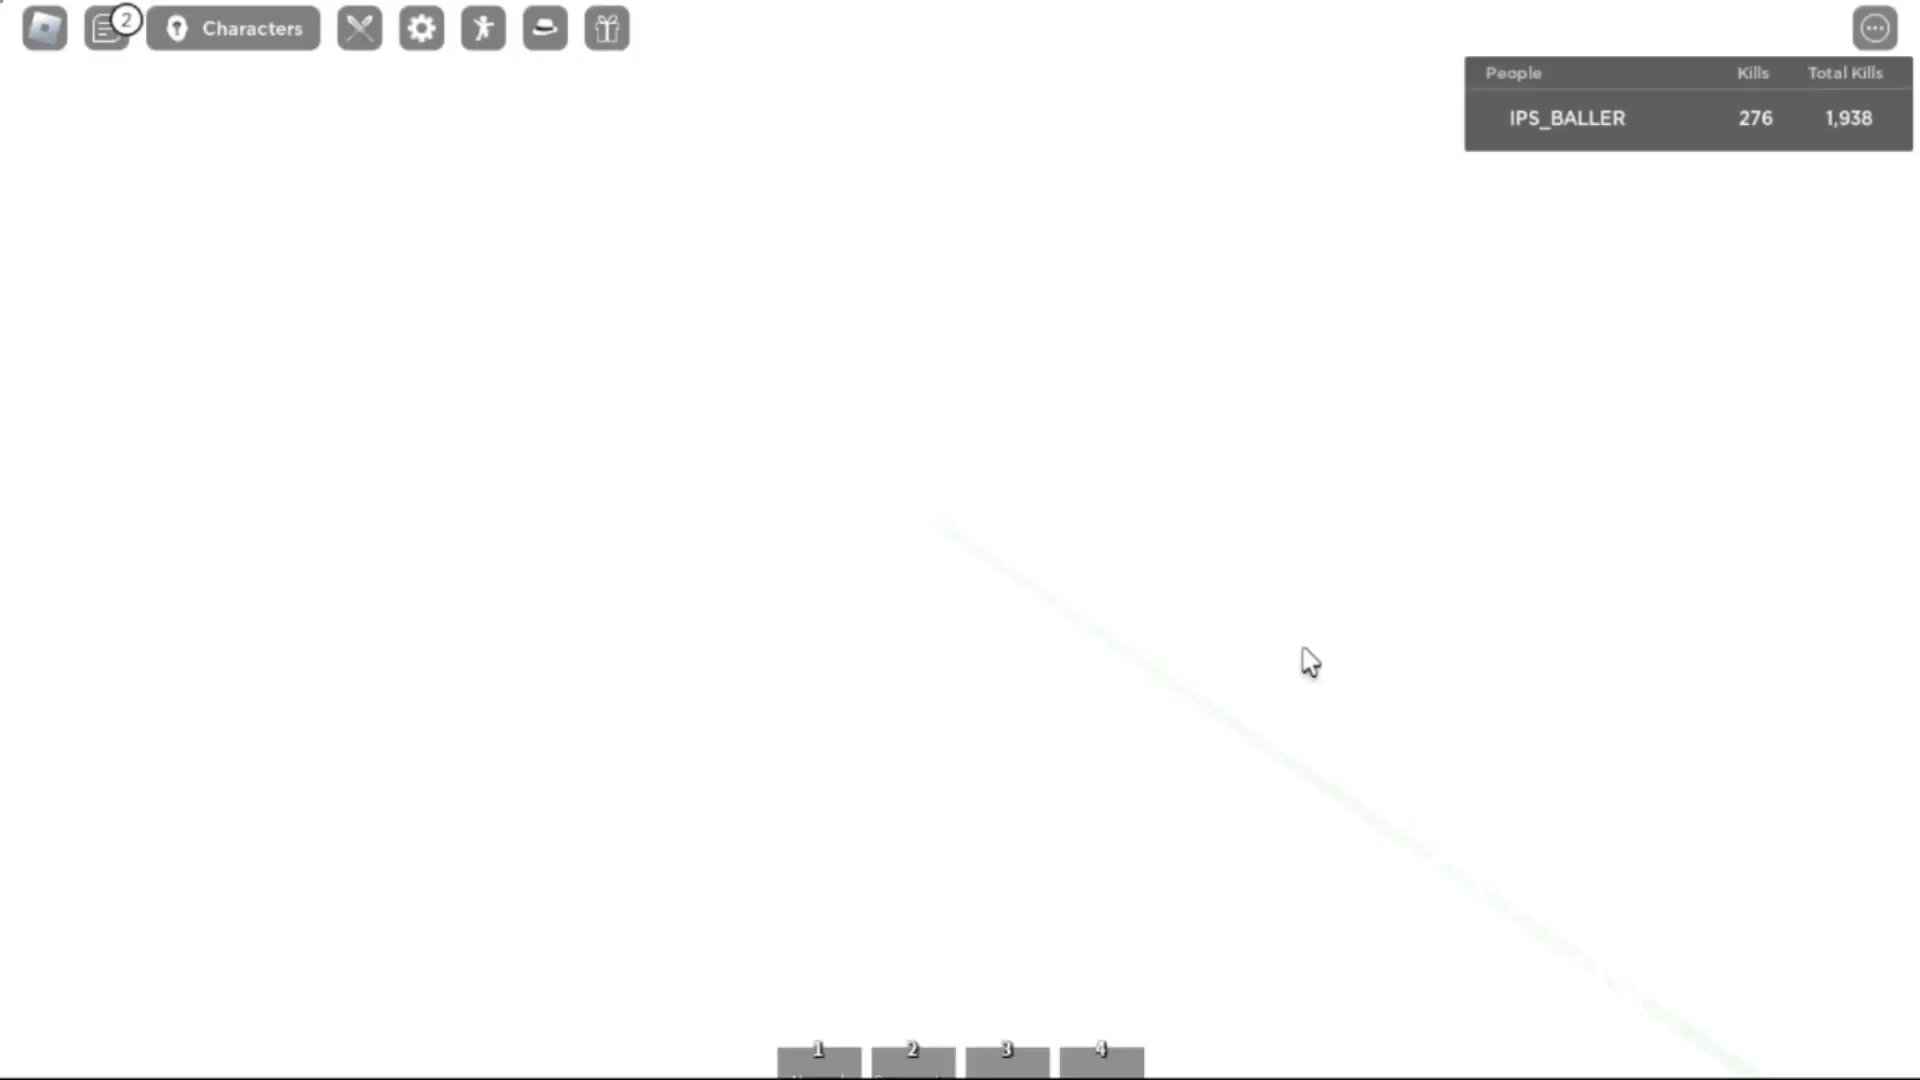 2
Characters
People Kills Total Kills
IPS_BALLER 276 1,938
1 2 3 4